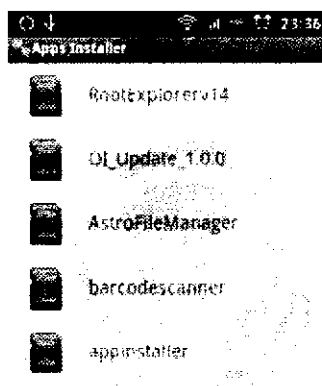 23:36
Apps Installer
RootExplorerv14
OI_Update_1.0.0
AstroFileManager
barcodescanner
appinstaller